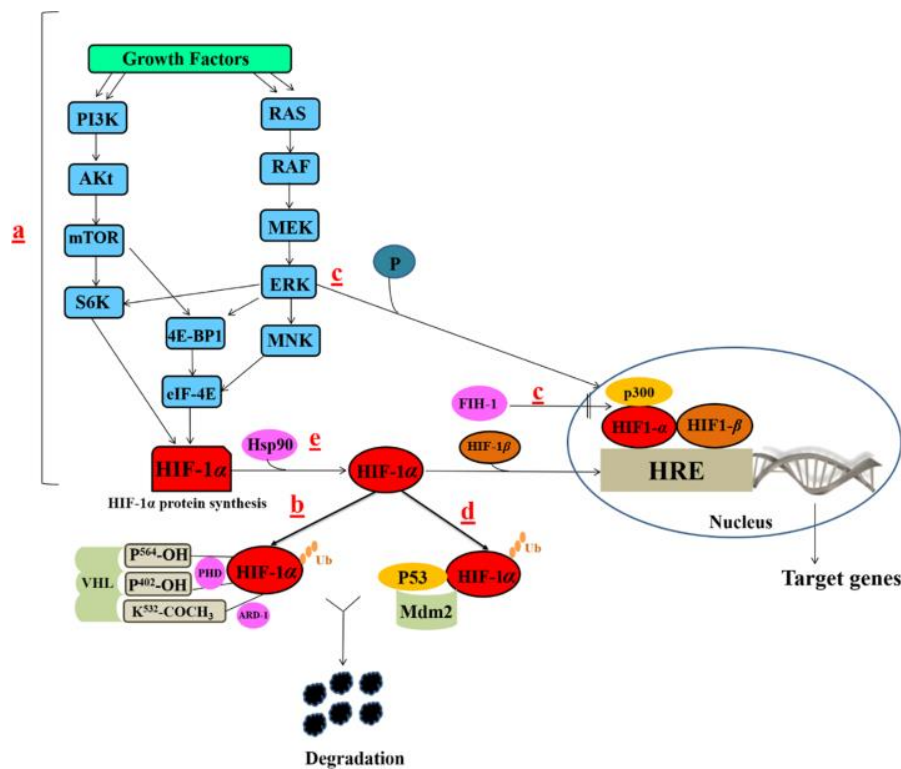 Growth Factors
PI3K
RAS
AKt
RAF
a
mTOR
MEK
c
P
S6K
ERK
4E-BP1
MNK
eIF-4E
FIH-1
c
p300
HIF1-α
HIF1-β
Hsp90
e
HIF-1β
HIF-1α
HIF-1α
HRE
HIF-1α protein synthesis
Nucleus
b
d
Ub
Ub
P⁵⁶⁴-OH
VHL
PHD
HIF-1α
P53
HIF-1α
Target genes
P⁴⁰²-OH
K⁵³²-COCH₃
ARD-1
Mdm2
Degradation